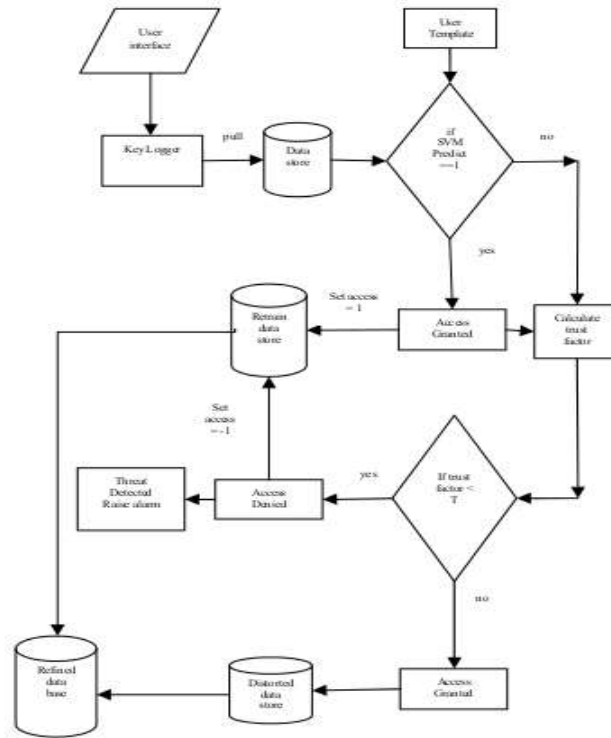 User
interface
User
Template
KeyLogger
pull
Data
store
if
SVM
Predict
==1
no
yes
Set access
= 1
Retrain
data
store
Access
Granted
Calculate
trust
factor
Set
access
=-1
Threat
Detected
Raise alarm
Access
Denied
yes
If trust
factor <
T
no
Refined
data
base
Distorted
data
store
Access
Granted